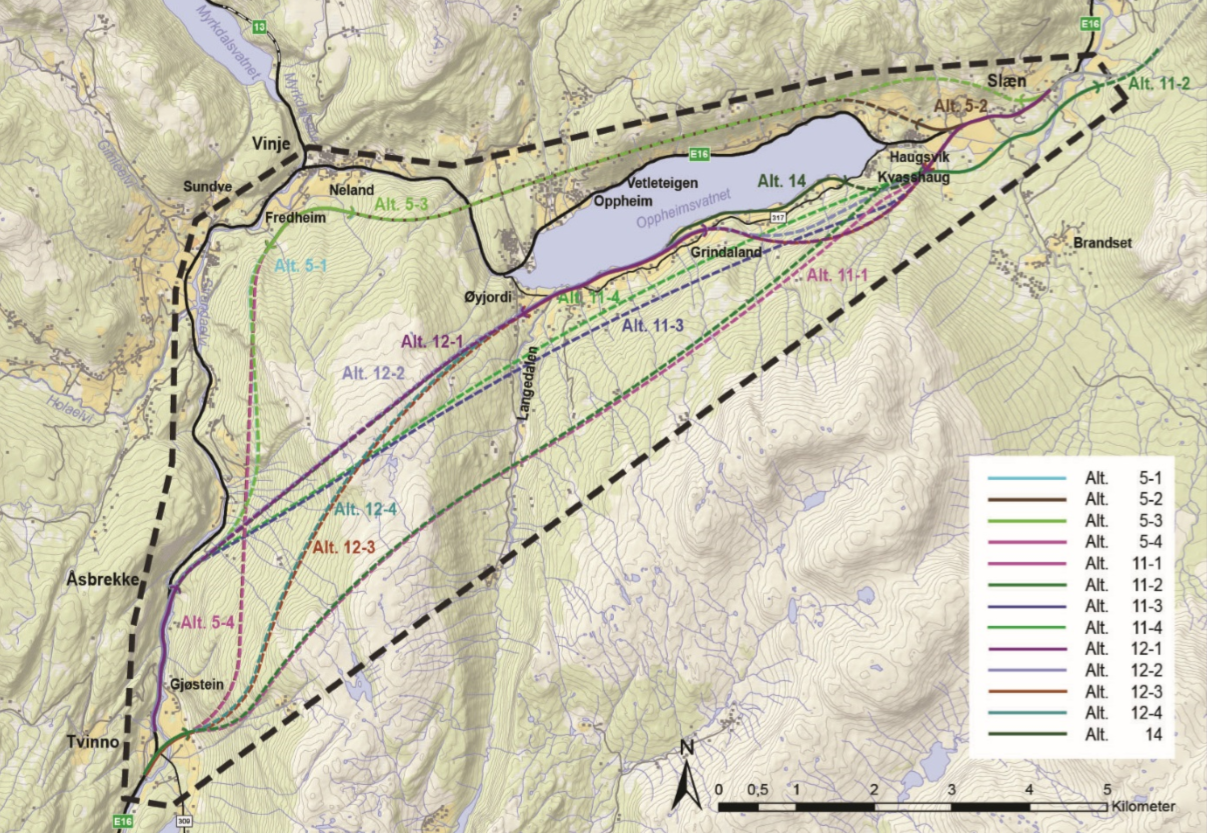 E16
13
Myrkdalsvatnet
Slæn
Alt. 11-2
Alt. 5-2
Vinje
E16
Haugsvik
Kvasshaug
Sundve
Neland
Vetleteigen
Alt. 14
Oppheim
Oppheimsvatnet
Alt. 5-3
Fredheim
317
Brandset
Grindaland
Alt. 5-1
Alt. 11-1
Øyjordi
Alt. 11-4
Strandaelvi
Alt. 11-3
Alt. 12-1
Alt. 12-2
Langedalen
Holaelvi
Alt. 12-4
Alt. 12-3
Åsbrekke
Alt. 5-4
Gjøstein
Tvinno
E16
309
Alt. 5-1
Alt. 5-2
Alt. 5-3
Alt. 5-4
Alt. 11-1
Alt. 11-2
Alt. 11-3
Alt. 11-4
Alt. 12-1
Alt. 12-2
Alt. 12-3
Alt. 12-4
Alt. 14
N
0 0,5 1 2 3 4 5
Kilometer